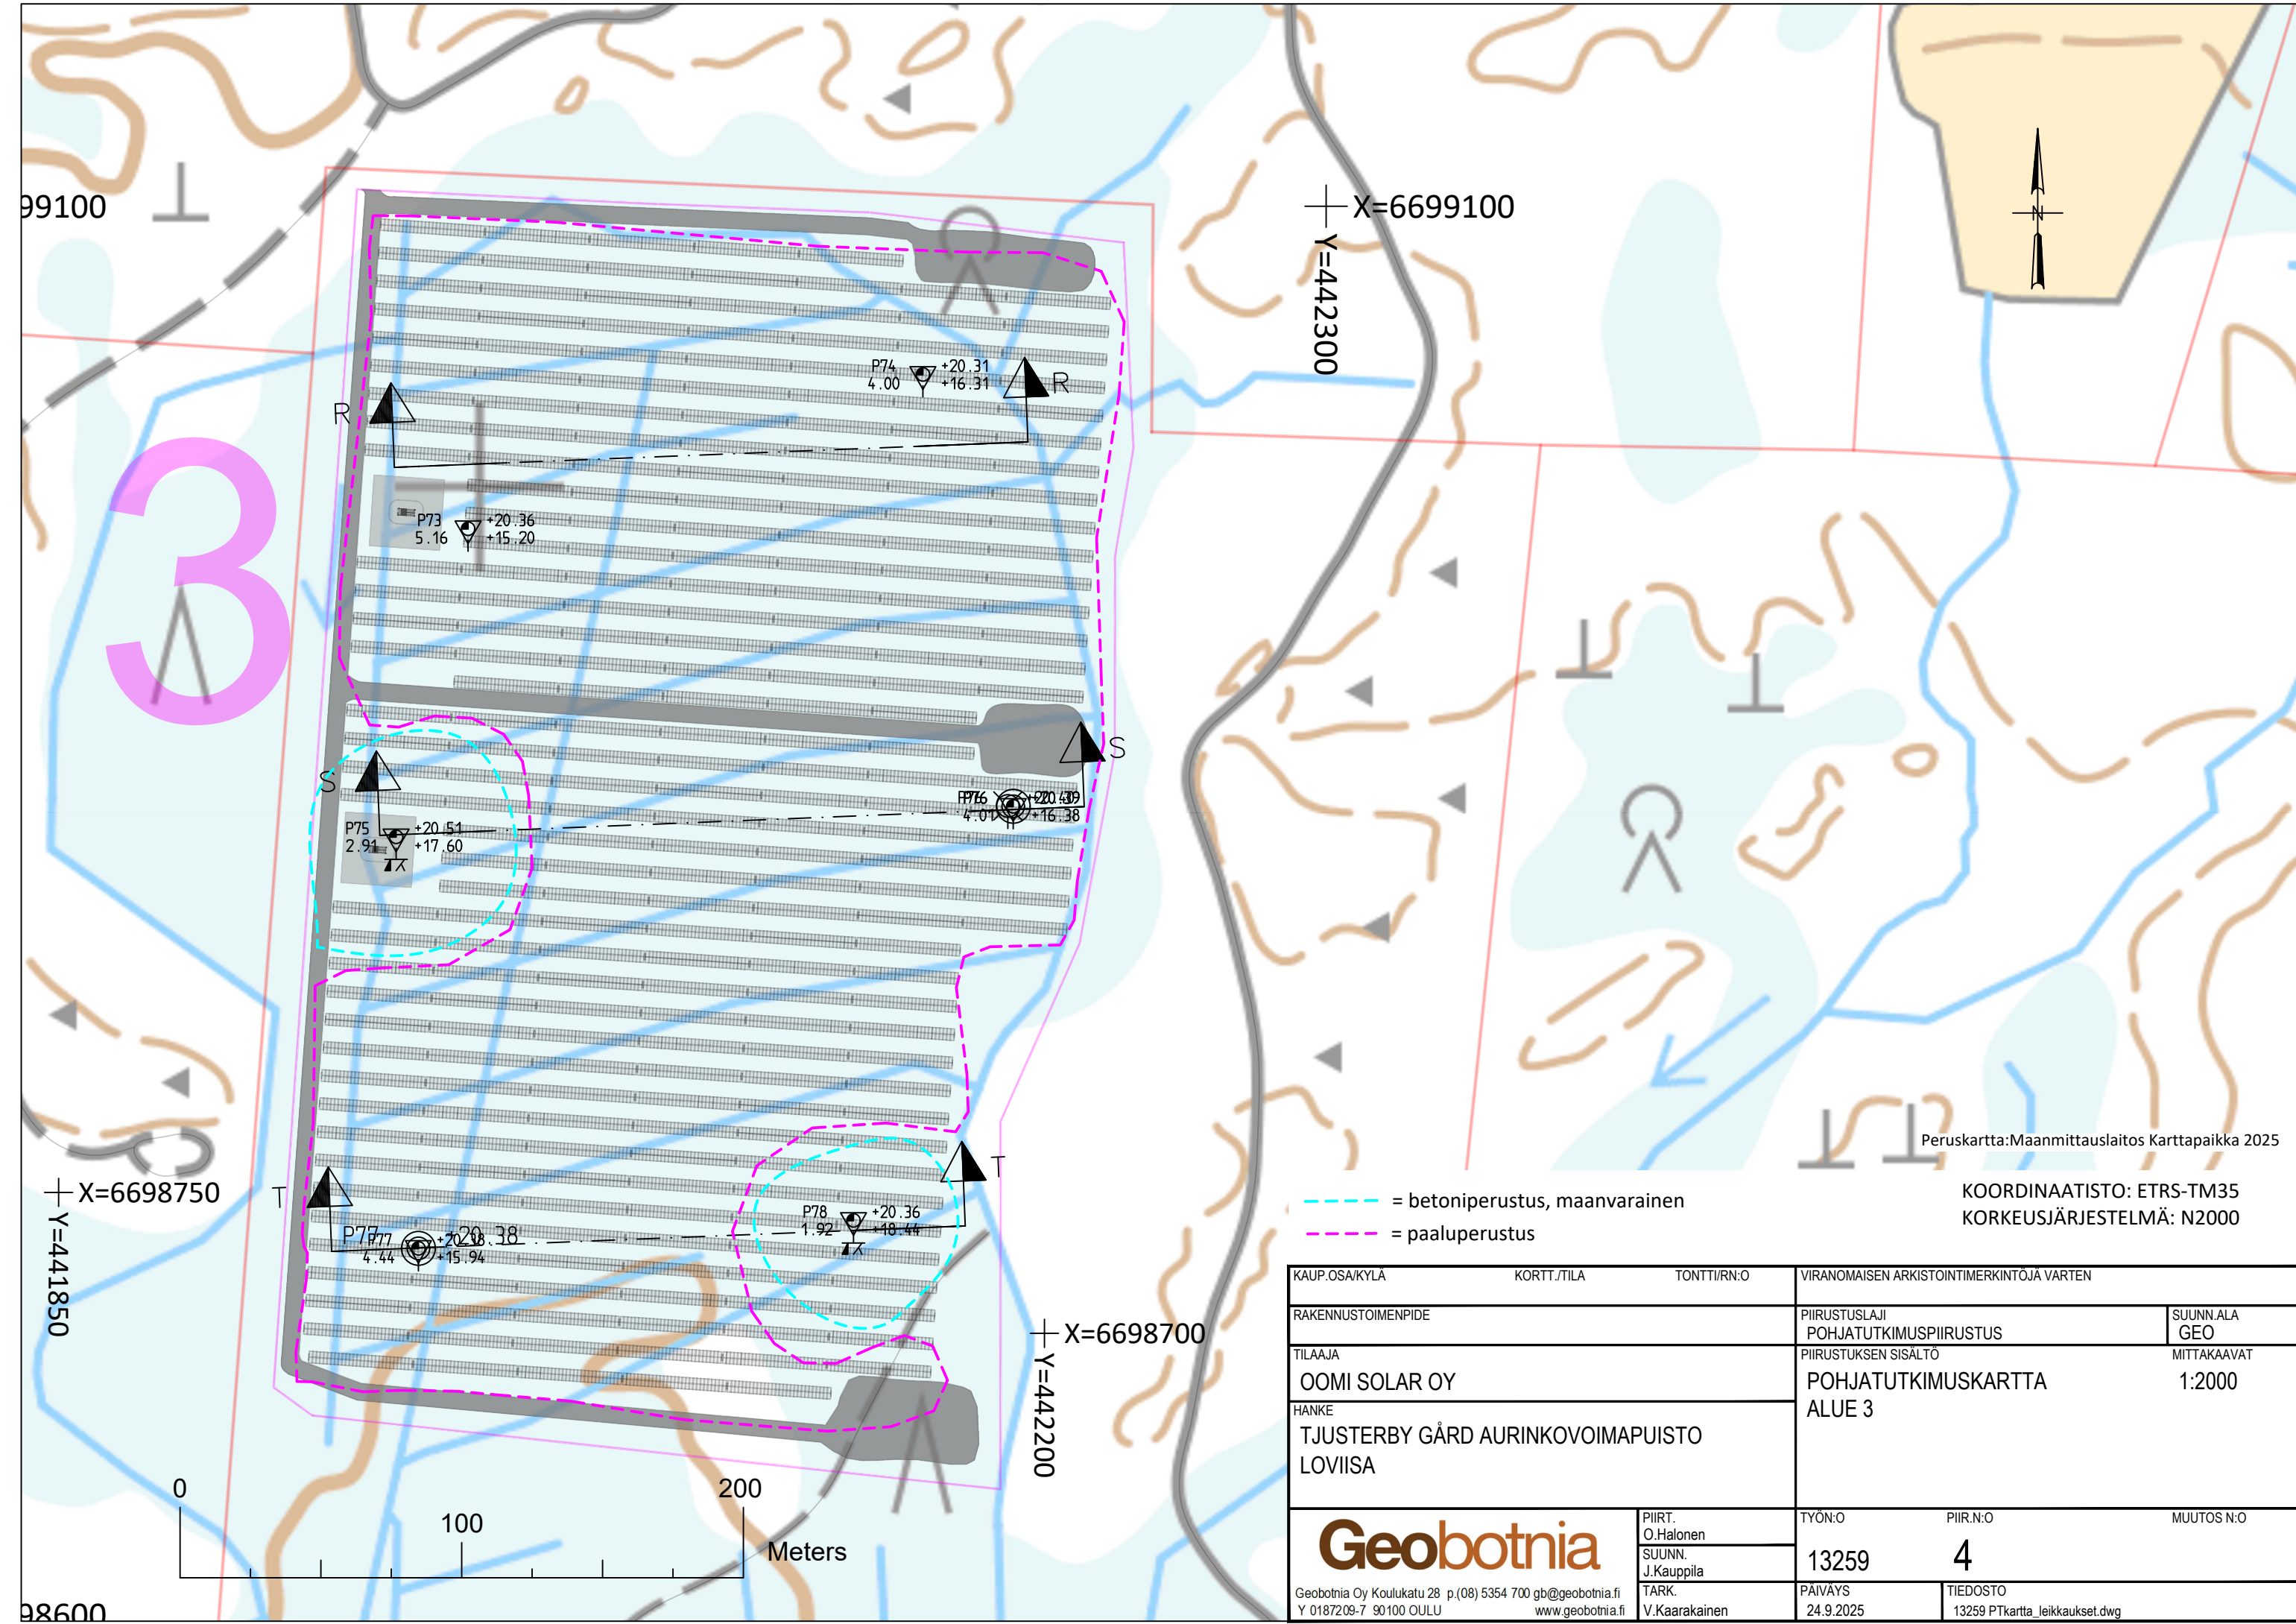 99100
X=6699100
Y=442300
N
P74 +20.31
4.00 +16.31
R
R
3
P73 +20.36
5.16 +15.20
S
S
P76
4.01 +16.38
P75 +20.51
2.91 +17.60
Peruskartta:Maanmittauslaitos Karttapaikka 2025
X=6698750
Y=441850
T
T
P78 +20.36
1.92 +18.44
P77 +20.38
P77 +20.38
4.44 +15.94
= betoniperustus, maanvarainen
= paaluperustus
KOORDINAATISTO: ETRS-TM35
KORKEUSJÄRJESTELMÄ: N2000
X=6698700
Y=442200
0 200
100
Meters
98600
KAUP.OSA/KYLÄ KORTT./TILA TONTTI/RN:O
VIRANOMAISEN ARKISTOINTIMERKINTÖJÄ VARTEN
RAKENNUSTOIMENPIDE
PIIRUSTUSLAJI
POHJATUTKIMUSPIIRUSTUS
SUUNN.ALA
GEO
TILAAJA
OOMI SOLAR OY
PIIRUSTUKSEN SISÄLTÖ
POHJATUTKIMUSKARTTA
ALUE 3
MITTAKAAVAT
1:2000
HANKE
TJUSTERBY GÅRD AURINKOVOIMAPUISTO
LOVIISA
Geobotnia
Geobotnia Oy Koulukatu 28 p.(08) 5354 700 gb@geobotnia.fi
Y 0187209-7 90100 OULU www.geobotnia.fi
PIIRT.
O.Halonen
SUUNN.
J.Kauppila
TARK.
V.Kaarakainen
TYÖN:O
13259
PIIR.N:O
4
MUUTOS N:O
PÄIVÄYS
24.9.2025
TIEDOSTO
13259 PTkartta_leikkaukset.dwg